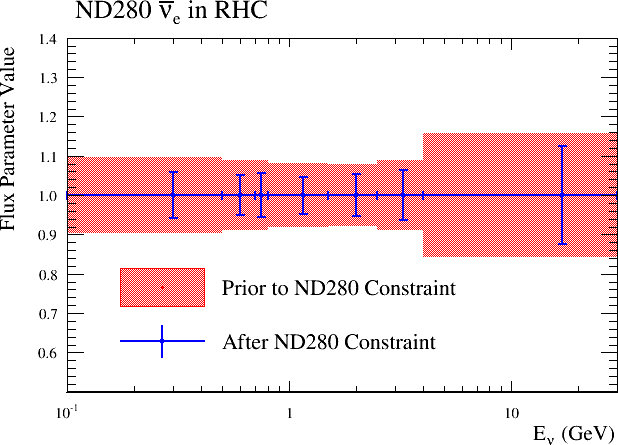 ND280 ν̅e in RHC
Flux Parameter Value
1.4
1.3
1.2
1.1
1.0
0.9
0.8
0.7
0.6
Prior to ND280 Constraint
After ND280 Constraint
10⁻¹ 1 10
Eν (GeV)